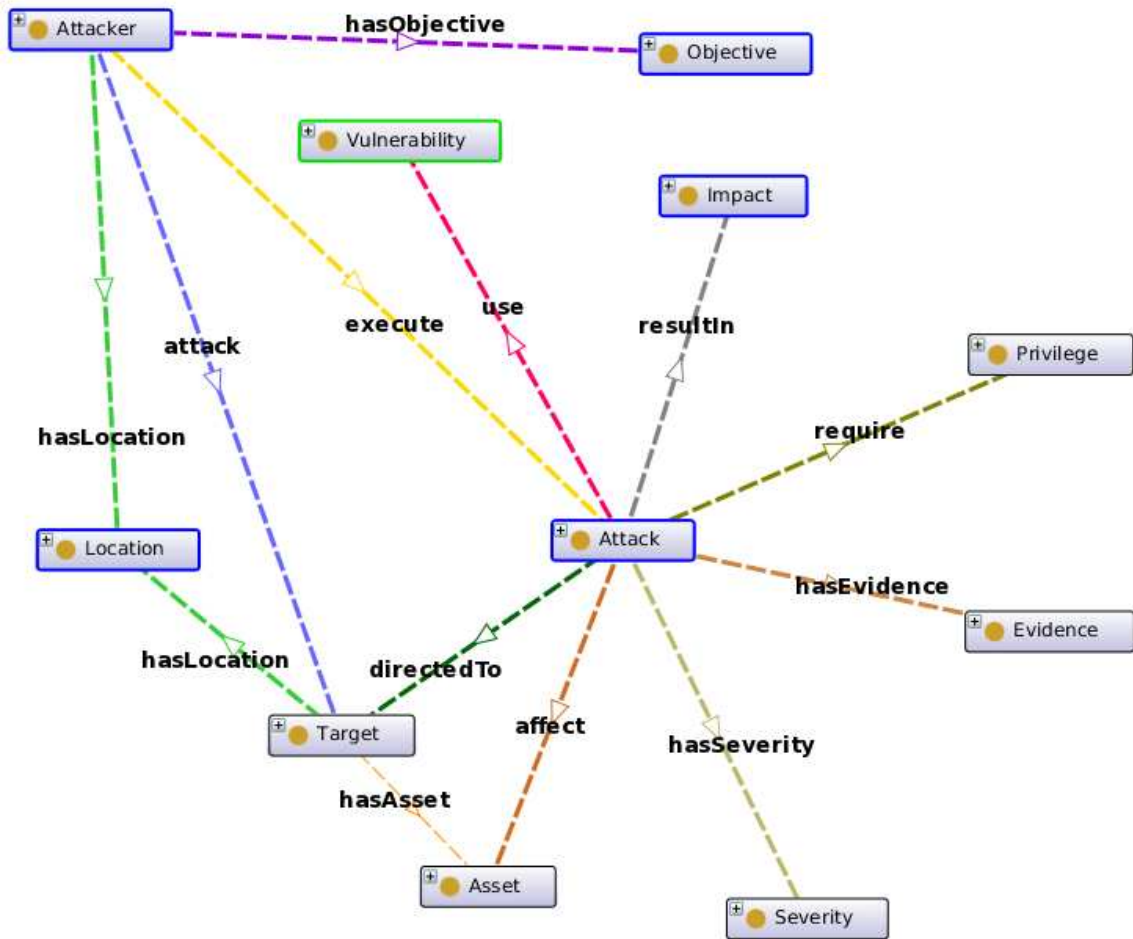 Attacker
hasObjective
Objective
Vulnerability
Impact
use
execute
resultIn
attack
Privilege
require
hasLocation
Location
Attack
hasEvidence
Evidence
hasLocation
directedTo
Target
affect
hasSeverity
hasAsset
Asset
Severity